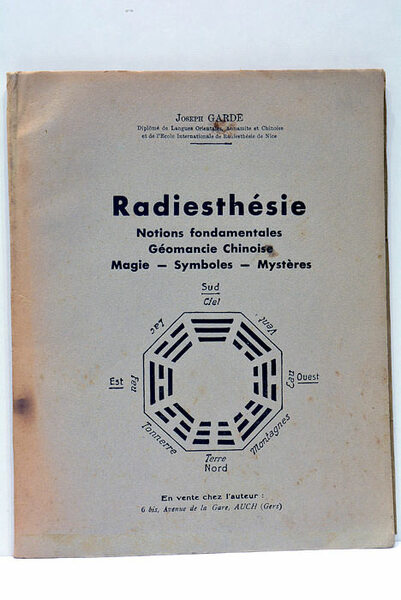 Joseph GARDE
Diplômé de Langues Orientales, Annamite et Chinoise
et de l'Ecole Internationale de Radiesthésie de Nice
Radiesthésie
Notions fondamentales
Géomancie Chinoise
Magie — Symboles — Mystères
Sud
Ciel
Lac
Vent
Est
Feu
Eau
Ouest
Tonnerre
Montagnes
Terre
Nord
En vente chez l'auteur :
6 bis, Avenue de la Gare, AUCH (Gers)